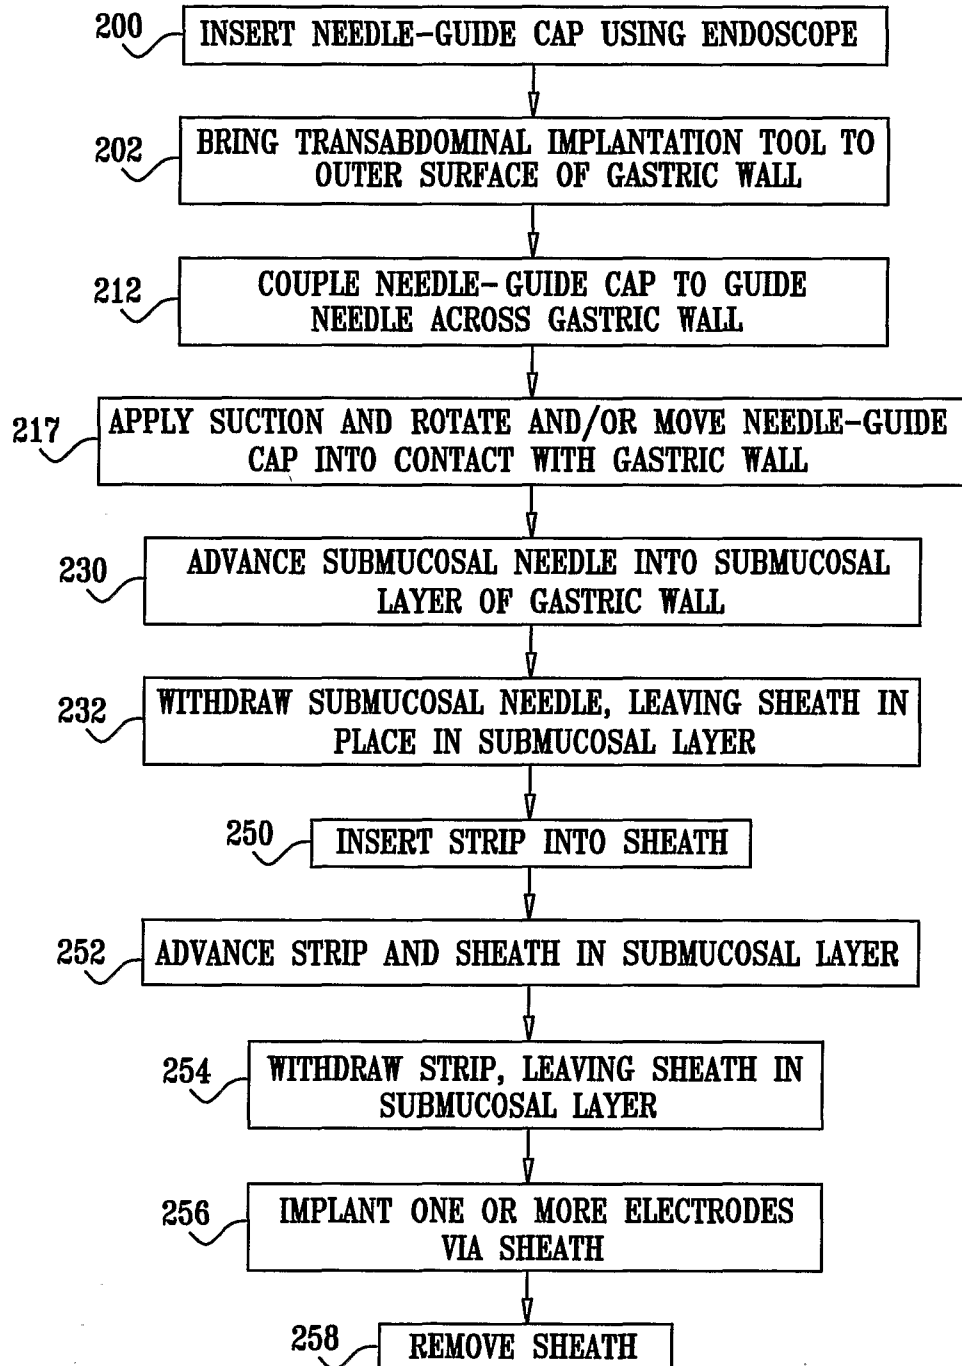 200
INSERT NEEDLE-GUIDE CAP USING ENDOSCOPE
202
BRING TRANSABDOMINAL IMPLANTATION TOOL TO
OUTER SURFACE OF GASTRIC WALL
212
COUPLE NEEDLE-GUIDE CAP TO GUIDE
NEEDLE ACROSS GASTRIC WALL
217
APPLY SUCTION AND ROTATE AND/OR MOVE NEEDLE-GUIDE
CAP INTO CONTACT WITH GASTRIC WALL
230
ADVANCE SUBMUCOSAL NEEDLE INTO SUBMUCOSAL
LAYER OF GASTRIC WALL
232
WITHDRAW SUBMUCOSAL NEEDLE, LEAVING SHEATH IN
PLACE IN SUBMUCOSAL LAYER
250
INSERT STRIP INTO SHEATH
252
ADVANCE STRIP AND SHEATH IN SUBMUCOSAL LAYER
254
WITHDRAW STRIP, LEAVING SHEATH IN
SUBMUCOSAL LAYER
256
IMPLANT ONE OR MORE ELECTRODES
VIA SHEATH
258
REMOVE SHEATH